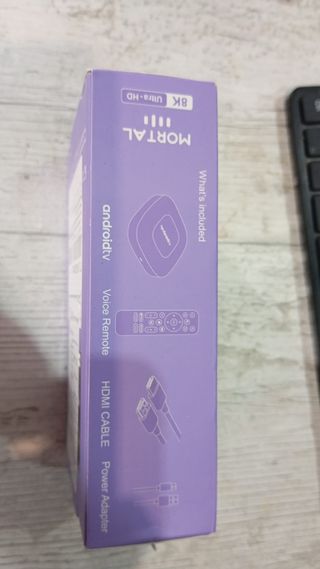 MORTAL
8K Ultra-HD
What's included
androidtv
Voice Remote
HDMI CABLE
Power Adapter